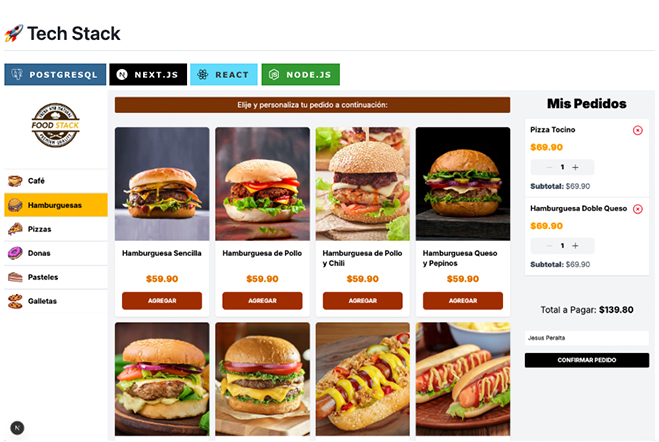 Tech Stack
POSTGRESQL
NEXT.JS
REACT
NODE.JS
FOOD STACK
Café
Hamburguesas
Pizzas
Donas
Pasteles
Galletas
Elije y personaliza tu pedido a continuación:
Hamburguesa Sencilla
$59.90
AGREGAR
Hamburguesa de Pollo
$59.90
AGREGAR
Hamburguesa de Pollo
y Chili
$59.90
AGREGAR
Hamburguesa Queso
y Pepinos
$59.90
AGREGAR
Mis Pedidos
Pizza Tocino
$69.90
1
Subtotal: $69.90
Hamburguesa Doble Queso
$69.90
1
Subtotal: $69.90
Total a Pagar: $139.80
Jesus Peralta
CONFIRMAR PEDIDO
N